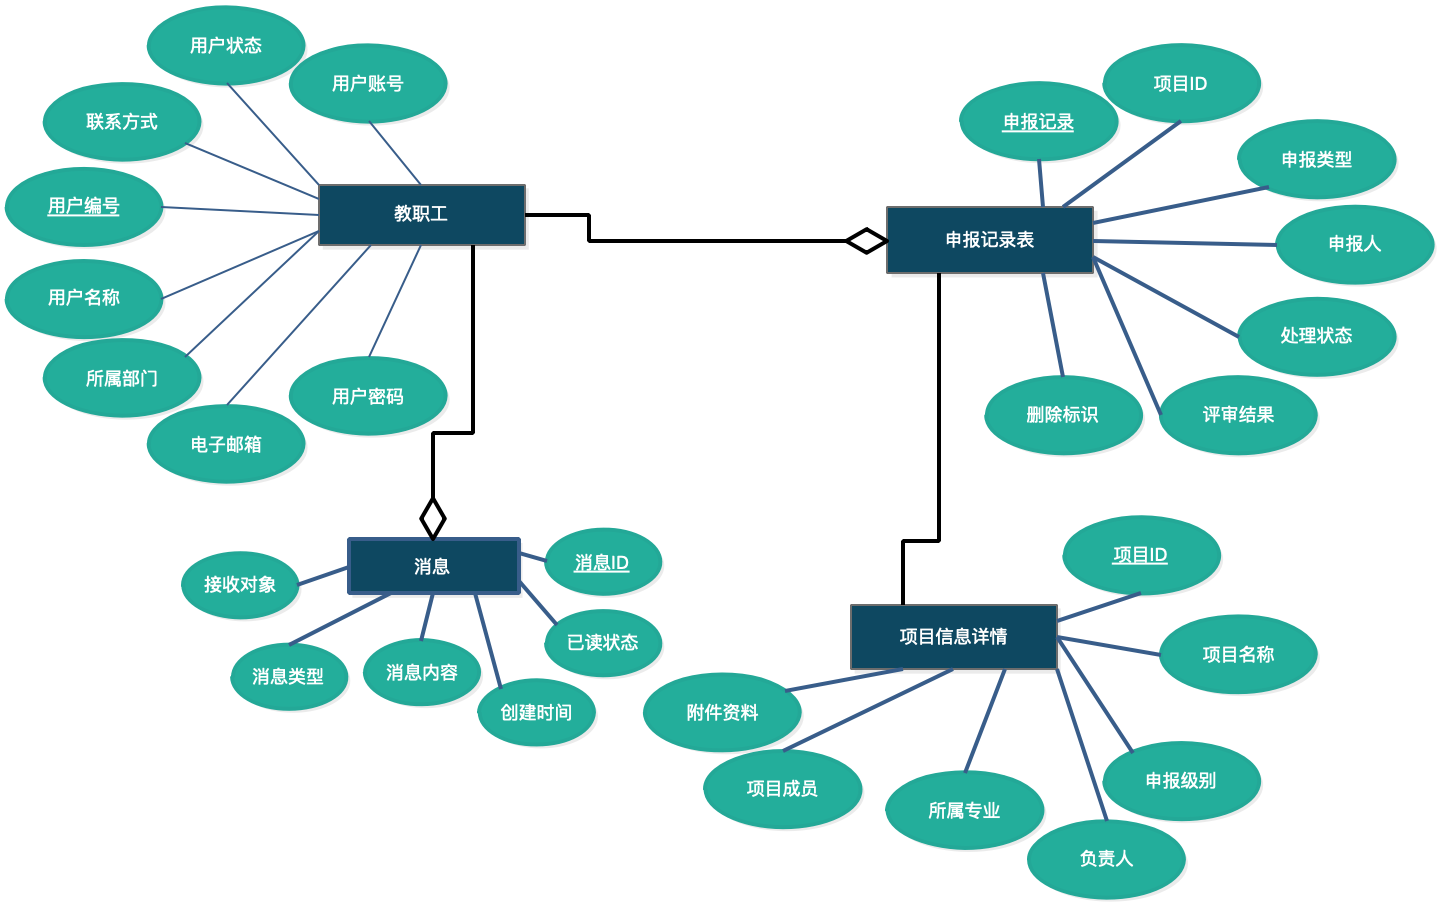 用户状态
用户账号
联系方式
用户编号
教职工
用户名称
所属部门
电子邮箱
用户密码
申报记录
项目ID
申报类型
申报记录表
申报人
处理状态
评审结果
删除标识
消息
消息ID
接收对象
已读状态
消息类型
消息内容
创建时间
项目ID
项目信息详情
项目名称
附件资料
项目成员
所属专业
申报级别
负责人